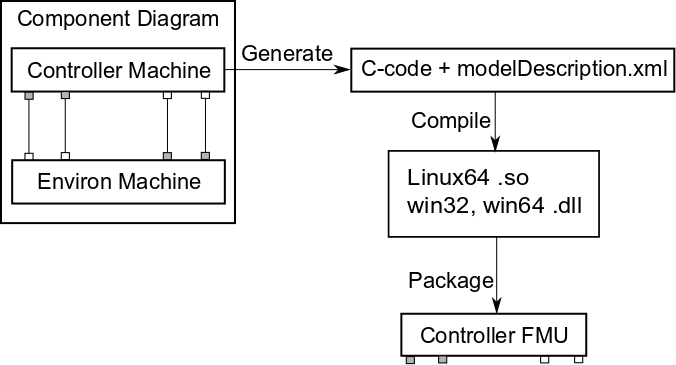 Component Diagram
Controller Machine
Environ Machine
Generate
C-code + modelDescription.xml
Compile
Linux64 .so
win32, win64 .dll
Package
Controller FMU